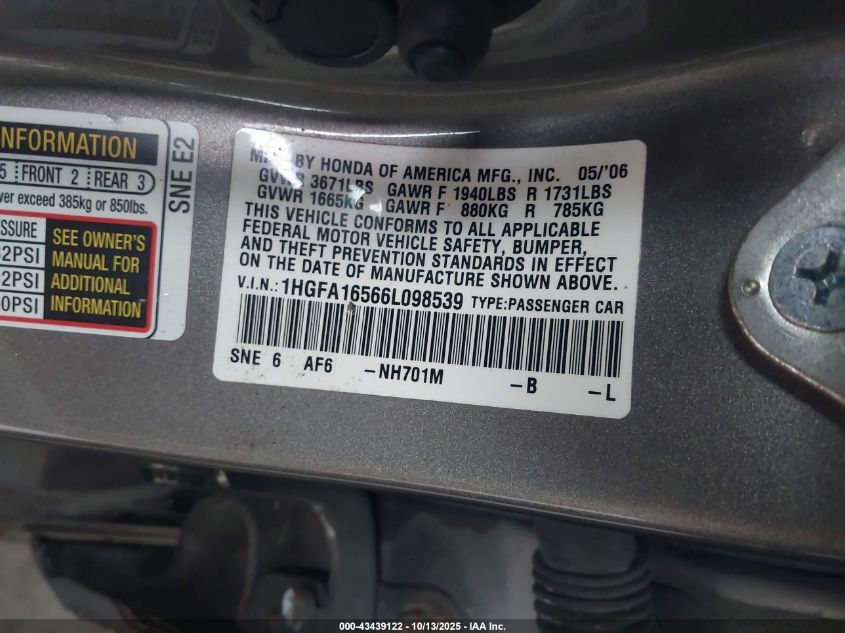 NFORMATION
5 FRONT 2 REAR 3
ver exceed 385kg or 850lbs.
SSURE
2PSI
2PSI
0PSI
SEE OWNER'S
MANUAL FOR
ADDITIONAL
INFORMATION
SNE E2
BY HONDA OF AMERICA MFG., INC. 05/'06
GVWR 3671LBS GAWR F 1940LBS R 1731LBS
GVWR 1665KG GAWR F 880KG R 785KG
THIS VEHICLE CONFORMS TO ALL APPLICABLE
FEDERAL MOTOR VEHICLE SAFETY, BUMPER,
AND THEFT PREVENTION STANDARDS IN EFFECT
ON THE DATE OF MANUFACTURE SHOWN ABOVE.
V.I.N.: 1HGFA16566L098539 TYPE:PASSENGER CAR
SNE 6 AF6 -NH701M -B -L
000-43439122 - 10/13/2025 - IAA Inc.